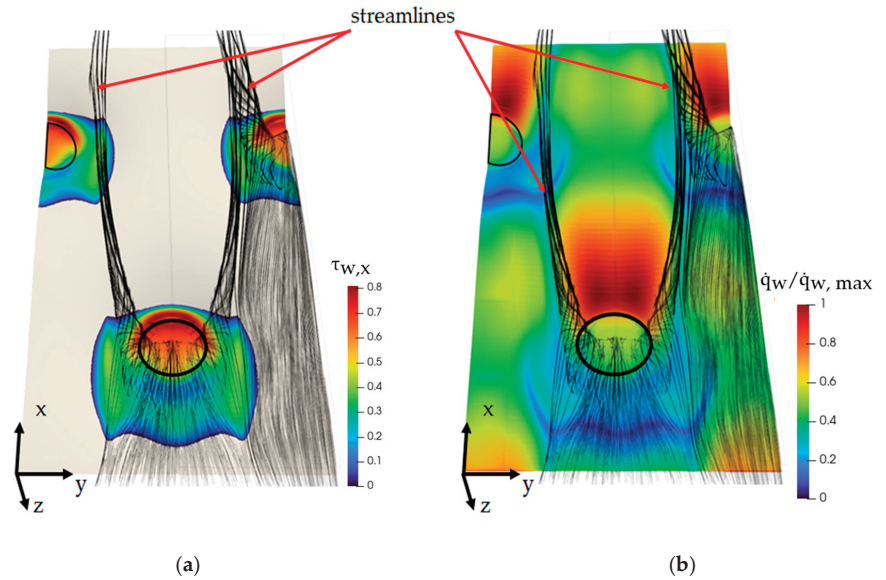 streamlines
τw,x
0.8
0.7
0.6
0.5
0.4
0.3
0.2
0.1
0
x
y
z
(a)
q̇w/q̇w, max
1
0.8
0.6
0.4
0.2
0
x
y
z
(b)